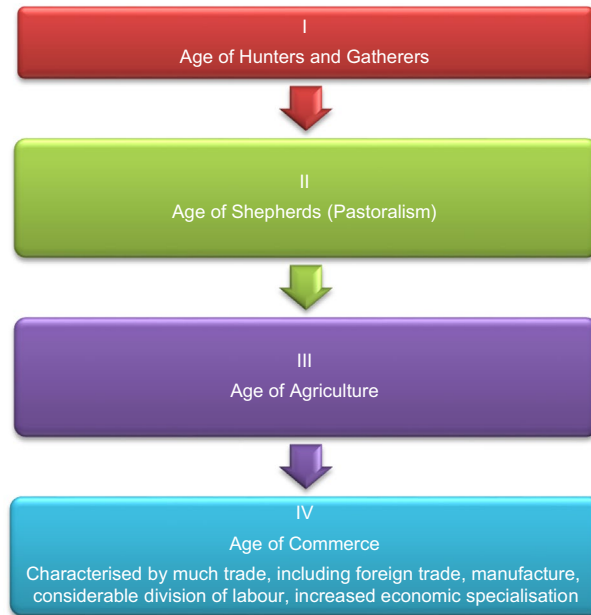 I
Age of Hunters and Gatherers
II
Age of Shepherds (Pastoralism)
III
Age of Agriculture
IV
Age of Commerce
Characterised by much trade, including foreign trade, manufacture,
considerable division of labour, increased economic specialisation